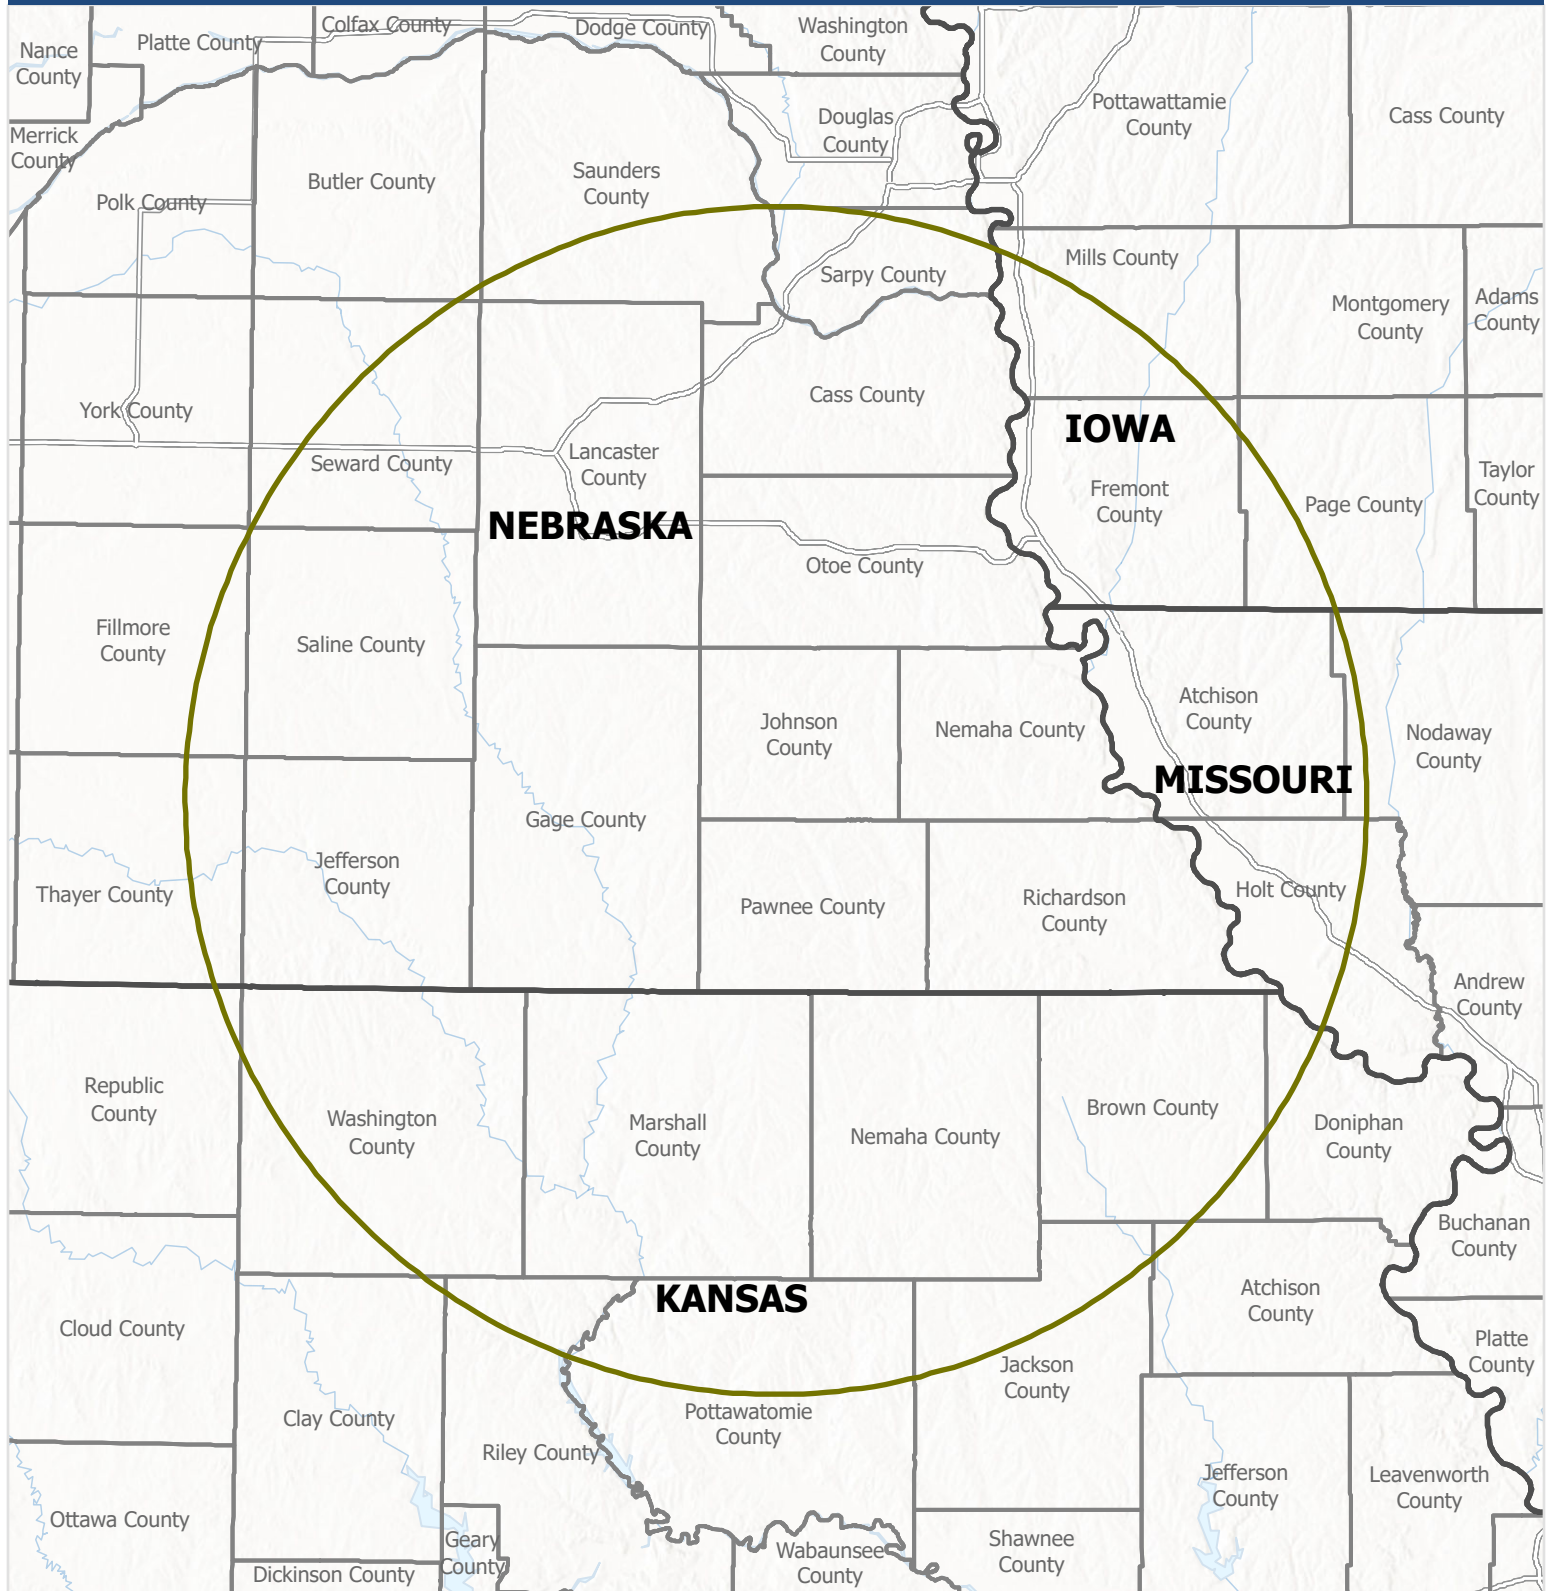 Colfax County
Dodge County
Washington
County
Platte County
Nance
County
Pottawattamie
County
Cass County
Douglas
County
Merrick
County
Butler County
Saunders
County
Polk County
Mills County
Sarpy County
Montgomery
County
Adams
County
Cass County
York County
IOWA
Lancaster
County
Seward County
Taylor
County
Fremont
County
Page County
NEBRASKA
Otoe County
Fillmore
County
Saline County
Atchison
County
Johnson
County
Nemaha County
Nodaway
County
MISSOURI
Gage County
Jefferson
County
Thayer County
Holt County
Richardson
County
Pawnee County
Andrew
County
Republic
County
Washington
County
Marshall
County
Nemaha County
Brown County
Doniphan
County
Buchanan
County
Atchison
County
KANSAS
Cloud County
Platte
County
Jackson
County
Clay County
Pottawatomie
County
Riley County
Jefferson
County
Leavenworth
County
Ottawa County
Geary
County
Shawnee
County
Wabaunsee
County
Dickinson County